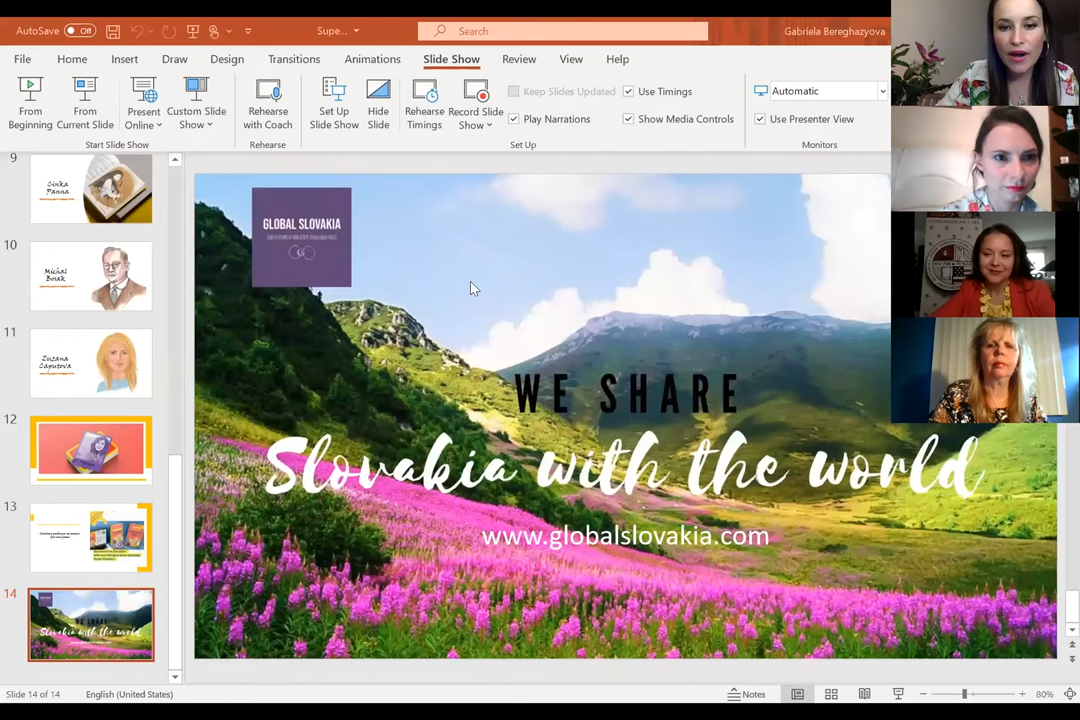 AutoSave Off Supe... Search Gabriela Bereghazyova
File Home Insert Draw Design Transitions Animations Slide Show Review View Help
From Beginning
From Current Slide
Present Online
Custom Slide Show
Rehearse with Coach
Set Up Slide Show
Hide Slide
Rehearse Timings
Record Slide Show
Keep Slides Updated
Use Timings
Play Narrations
Show Media Controls
Automatic
Use Presenter View
Start Slide Show
Rehearse
Set Up
Monitors
9
Cinka
Panna
10
Michal
Bosak
11
Zuzana
Caputova
12
13
14
GLOBAL SLOVAKIA
WE SHARE
Slovakia with the world
www.globalslovakia.com
Slide 14 of 14
English (United States)
Notes
80%